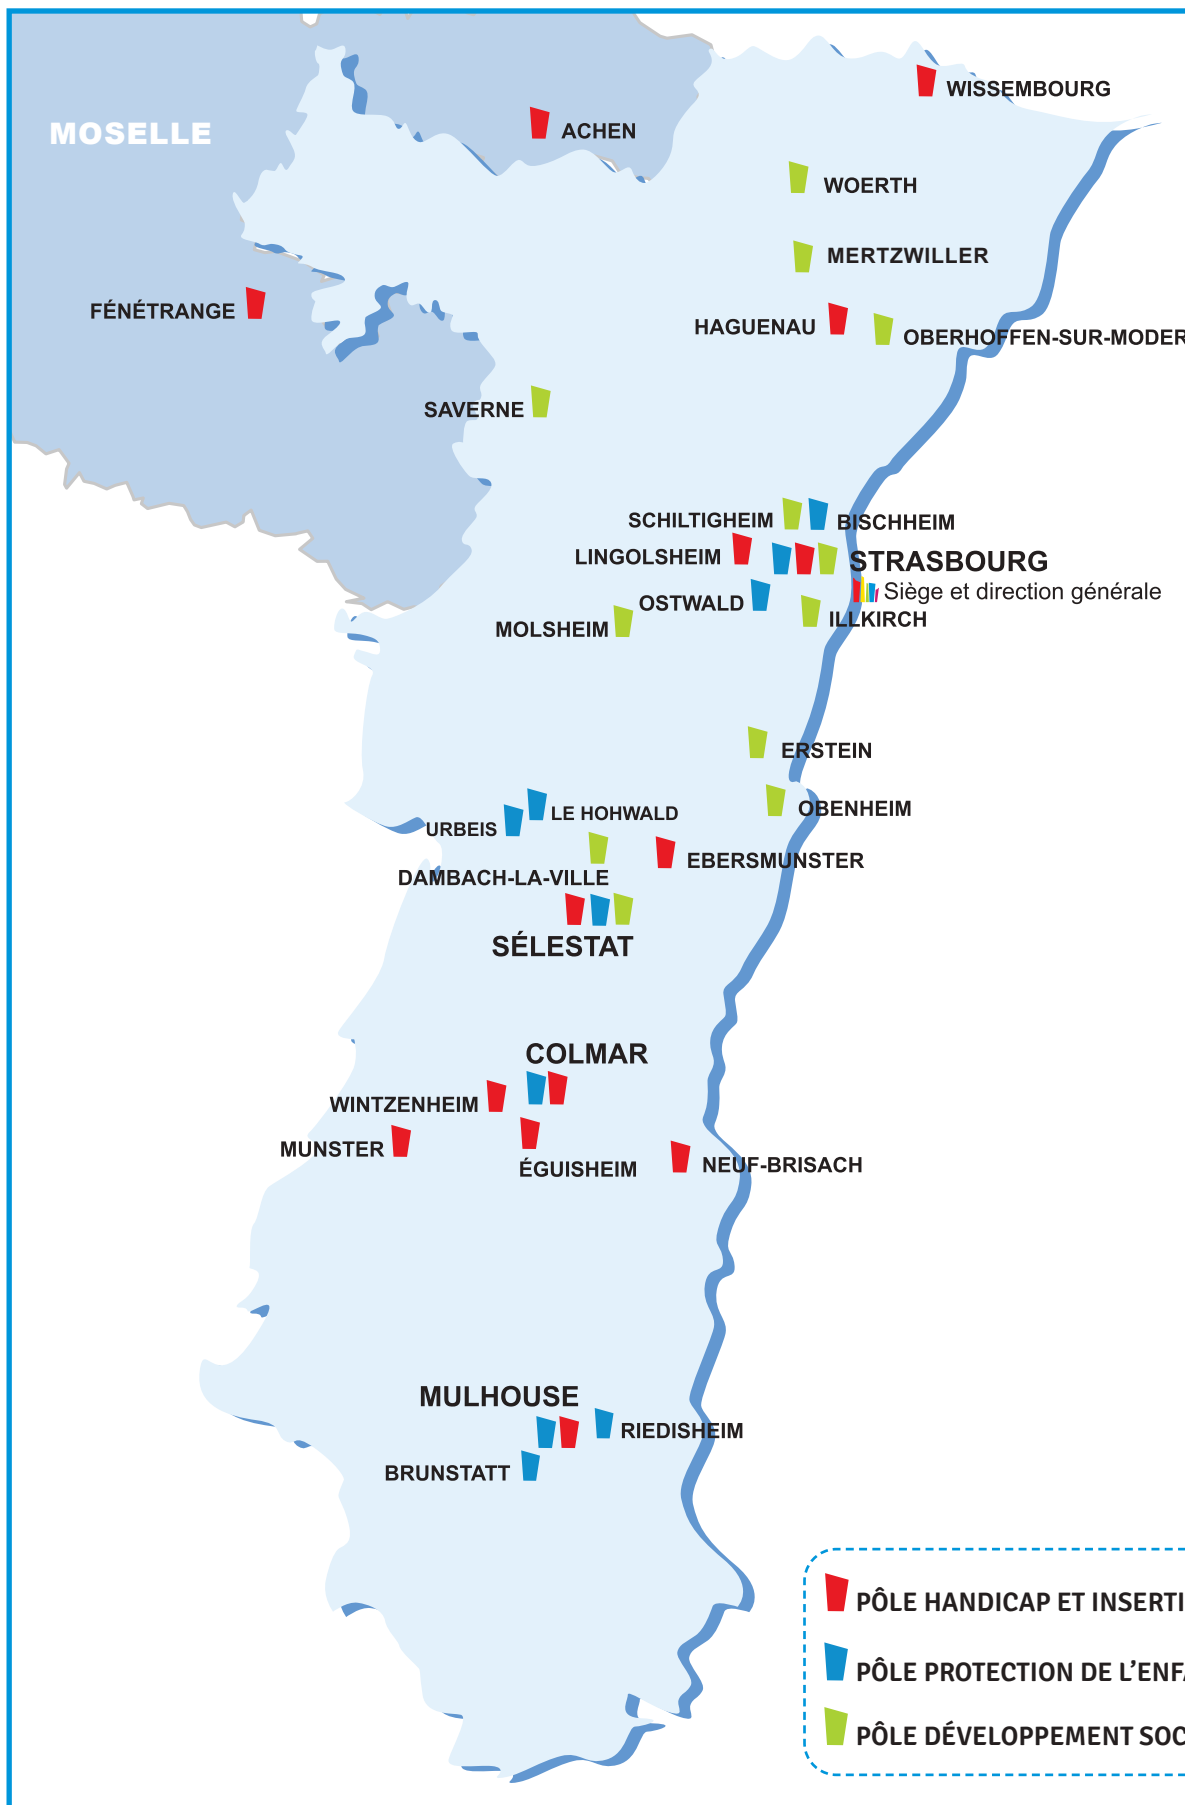 WISSEMBOURG
MOSELLE
ACHEN
WOERTH
MERTZWILLER
FÉNÉTRANGE
HAGUENAU
OBERHOFFEN-SUR-MODER
SAVERNE
SCHILTIGHEIM
BISCHHEIM
LINGOLSHEIM
STRASBOURG
Siège et direction générale
OSTWALD
ILLKIRCH
MOLSHEIM
ERSTEIN
OBENHEIM
LE HOHWALD
URBEIS
EBERSMUNSTER
DAMBACH-LA-VILLE
SÉLESTAT
COLMAR
WINTZENHEIM
MUNSTER
ÉGUISHEIM
NEUF-BRISACH
MULHOUSE
RIEDISHEIM
BRUNSTATT
PÔLE HANDICAP ET INSERTI
PÔLE PROTECTION DE L'ENFA
PÔLE DÉVELOPPEMENT SOC